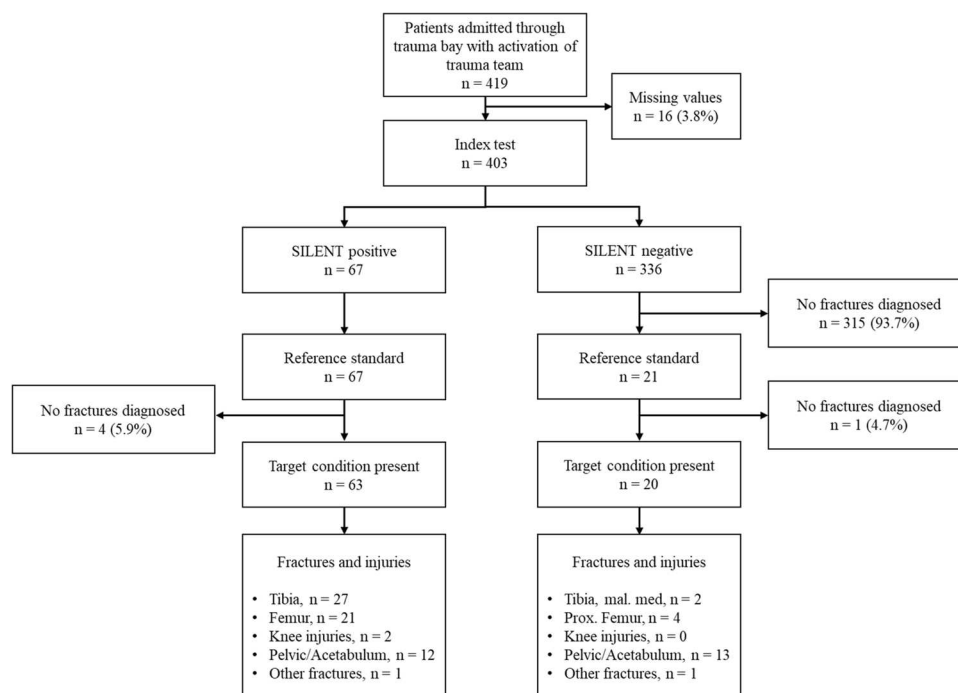 Patients admitted through
trauma bay with activation of
trauma team
n = 419
Missing values
n = 16 (3.8%)
Index test
n = 403
SILENT positive
n = 67
SILENT negative
n = 336
No fractures diagnosed
n = 315 (93.7%)
Reference standard
n = 67
Reference standard
n = 21
No fractures diagnosed
n = 4 (5.9%)
No fractures diagnosed
n = 1 (4.7%)
Target condition present
n = 63
Target condition present
n = 20
Fractures and injuries
• Tibia, n = 27
• Femur, n = 21
• Knee injuries, n = 2
• Pelvic/Acetabulum, n = 12
• Other fractures, n = 1
Fractures and injuries
• Tibia, mal. med, n = 2
• Prox. Femur, n = 4
• Knee injuries, n = 0
• Pelvic/Acetabulum, n = 13
• Other fractures, n = 1